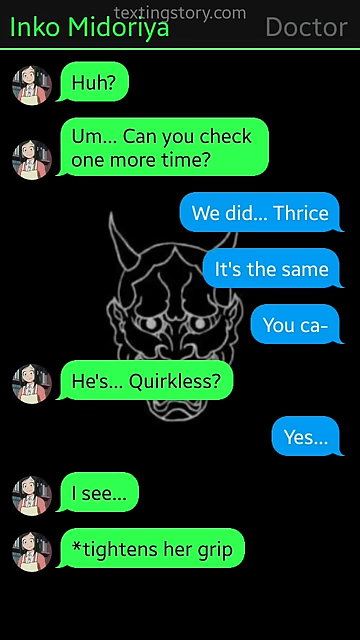 textingstory.com
Inko Midoriya
Doctor
Huh?
Um... Can you check
one more time?
We did... Thrice
It's the same
You ca-
He's... Quirkless?
Yes...
I see...
*tightens her grip